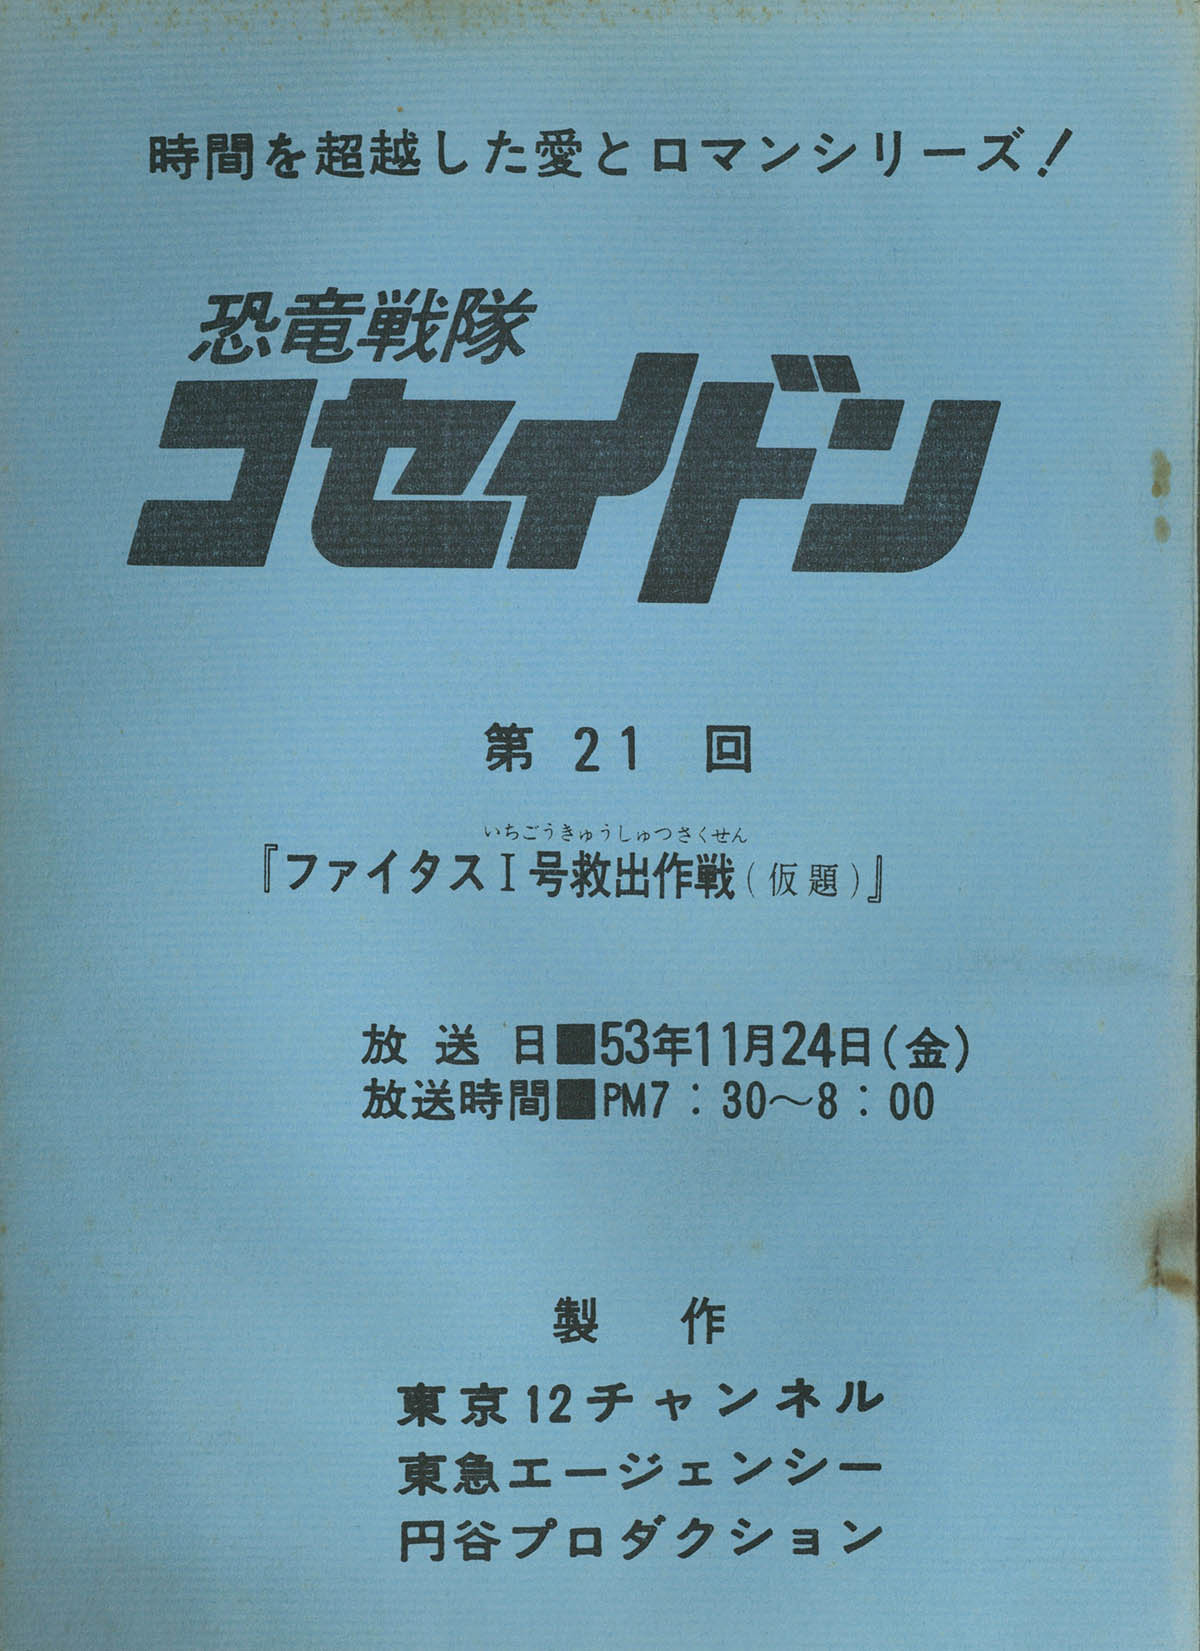 時間を超越した愛とロマンシリーズ！
恐竜戦隊
コセイドン
第21回
いちごうきゅうしゅつさくせん
『ファイタスⅠ号救出作戦(仮題)』
放送日■53年11月24日(金)
放送時間■PM7:30〜8:00
製作
東京12チャンネル
東急エージェンシー
円谷プロダクション